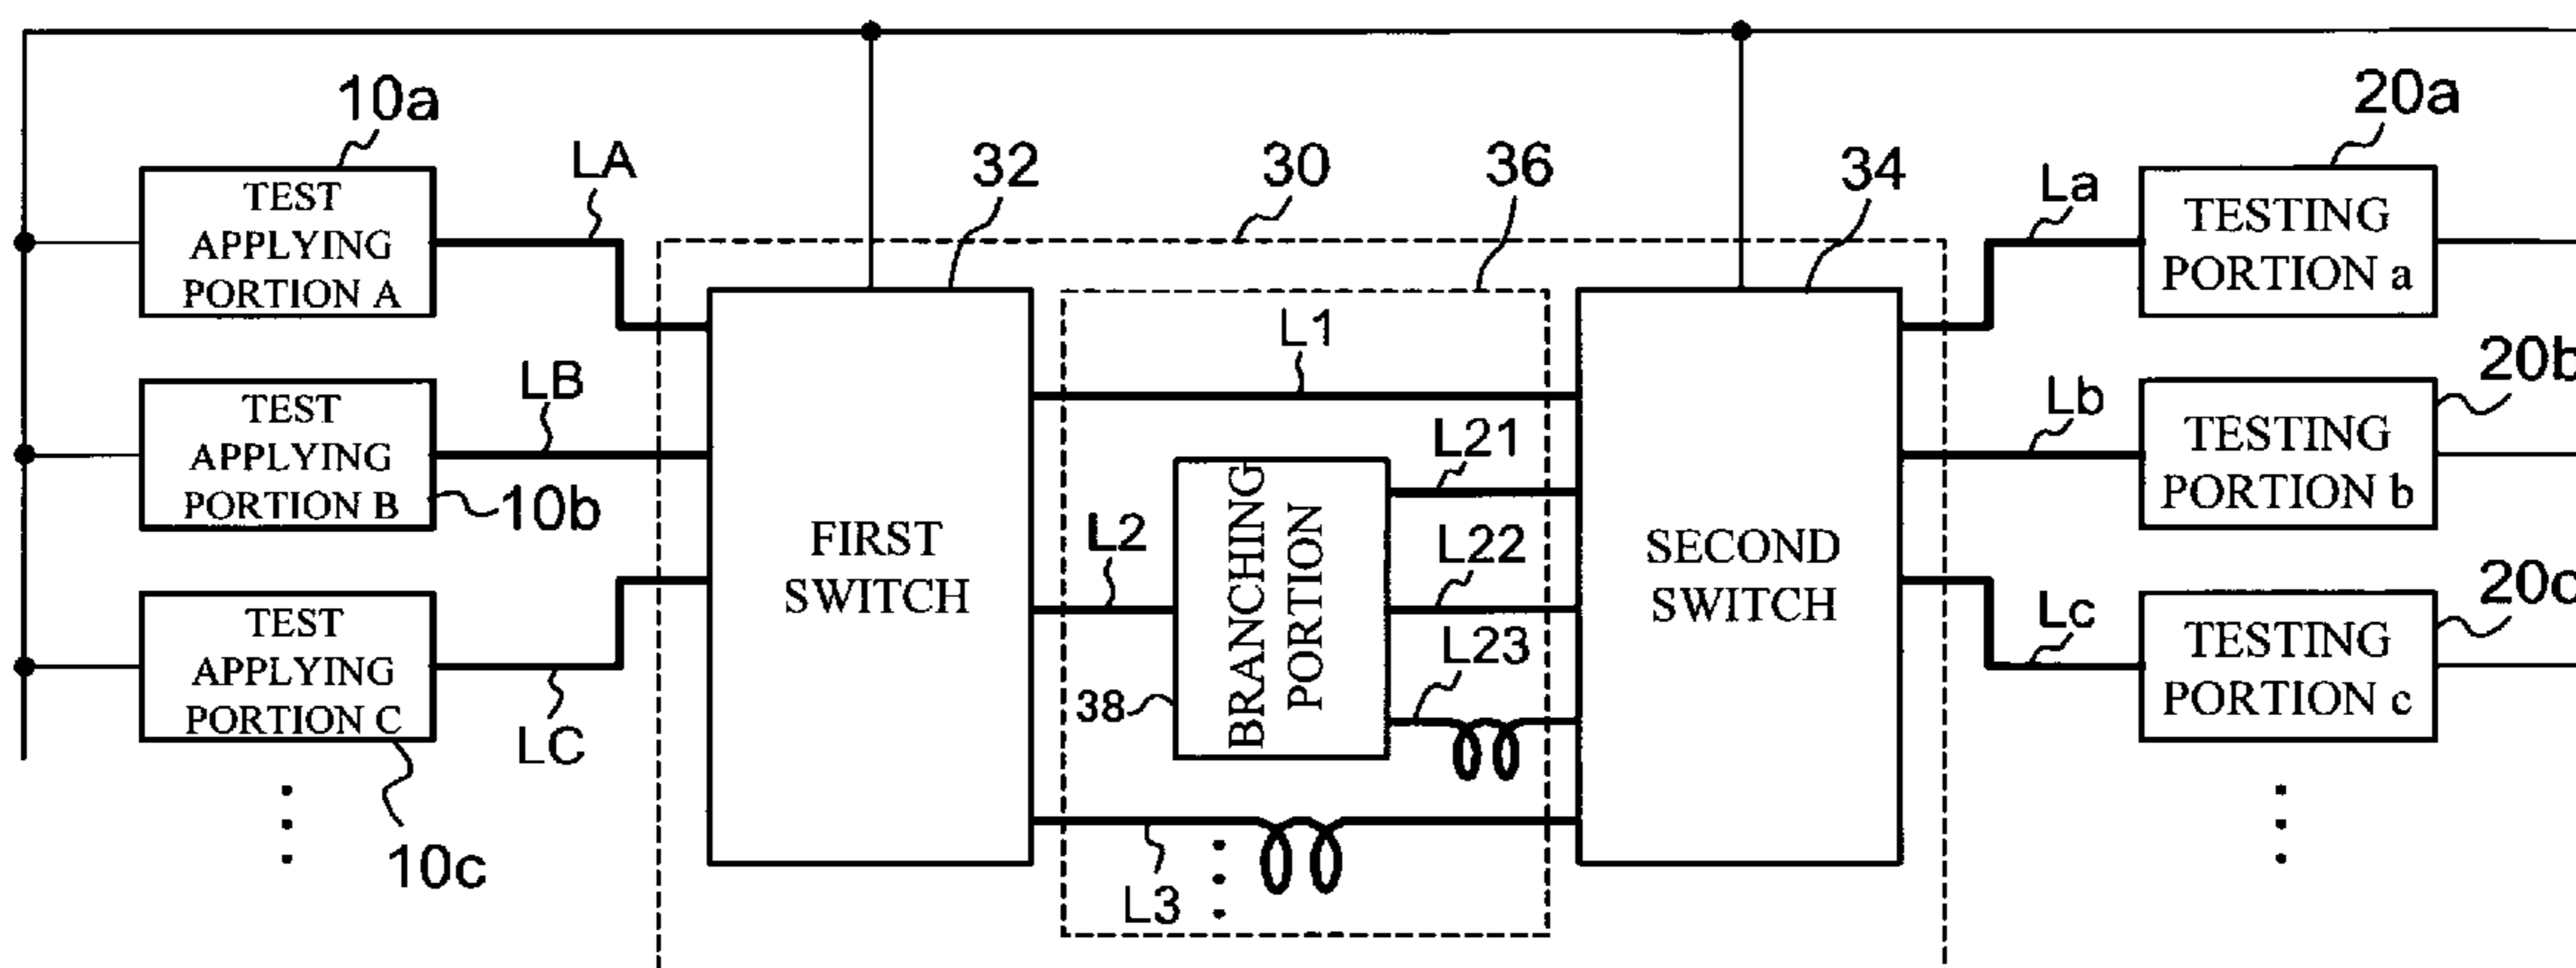 10a
20a
LA
32
30
36
34
La
TEST
APPLYING
PORTION A
TESTING
PORTION a
L1
20b
LB
Lb
TEST
APPLYING
PORTION B
10b
L21
TESTING
PORTION b
FIRST
SWITCH
L2
BRANCHING
PORTION
38
L22
SECOND
SWITCH
20c
Lc
L23
TEST
APPLYING
PORTION C
LC
TESTING
PORTION c
10c
L3